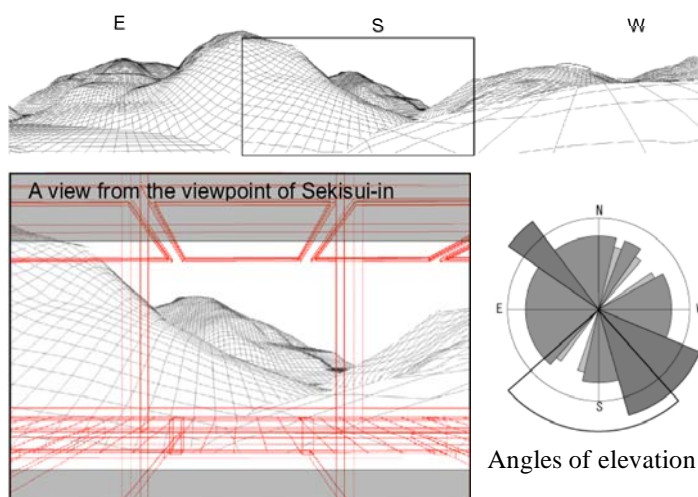 E S W
A view from the viewpoint of Sekisui-in
N
E W
S
Angles of elevation